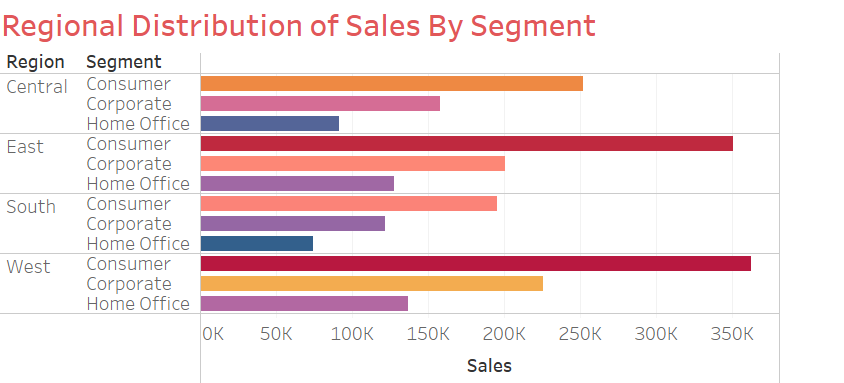 Regional Distribution of Sales By Segment
Region Segment
Central Consumer
Corporate
Home Office
East Consumer
Corporate
Home Office
South Consumer
Corporate
Home Office
West Consumer
Corporate
Home Office
0K 50K 100K 150K 200K 250K 300K 350K
Sales